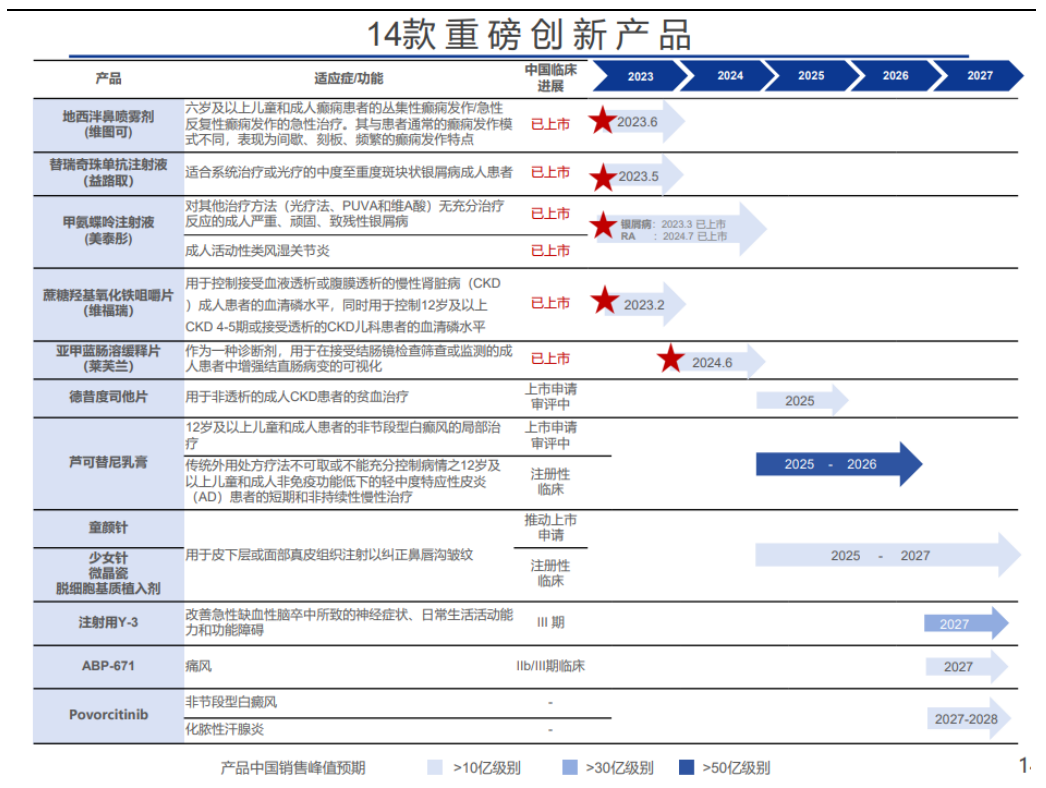 14款重磅创新产品
产品
适应症/功能
中国临床
进展
2023
2024
2025
2026
2027
地西泮鼻喷雾剂
(维图可)
六岁及以上儿童和成人癫痫患者的丛集性癫痫发作/急性
反复性癫痫发作的急性治疗。其与患者通常的癫痫发作模
式不同，表现为间歇、刻板、频繁的癫痫发作特点
已上市
2023.6
替瑞奇珠单抗注射液
(益路取)
适合系统治疗或光疗的中度至重度斑块状银屑病成人患者
已上市
2023.5
甲氨蝶呤注射液
(美泰彤)
对其他治疗方法（光疗法、PUVA和维A酸）无充分治疗
反应的成人严重、顽固、致残性银屑病
已上市
成人活动性类风湿关节炎
已上市
银屑病：2023.3 已上市
RA ：2024.7 已上市
蔗糖羟基氧化铁咀嚼片
(维福瑞)
用于控制接受血液透析或腹膜透析的慢性肾脏病（CKD
）成人患者的血清磷水平，同时用于控制12岁及以上
CKD 4-5期或接受透析的CKD儿科患者的血清磷水平
已上市
2023.2
亚甲蓝肠溶缓释片
(莱芙兰)
作为一种诊断剂，用于在接受结肠镜检查筛查或监测的成
人患者中增强结直肠病变的可视化
已上市
2024.6
德昔度司他片
用于非透析的成人CKD患者的贫血治疗
上市申请
审评中
2025
芦可替尼乳膏
12岁及以上儿童和成人患者的非节段型白癜风的局部治
疗
上市申请
审评中
传统外用处方疗法不可取或不能充分控制病情之12岁及
以上儿童和成人非免疫功能低下的轻中度特应性皮炎
（AD）患者的短期和非持续性慢性治疗
注册性
临床
2025 - 2026
童颜针
用于皮下层或面部真皮组织注射以纠正鼻唇沟皱纹
推动上市
申请
少女针
微晶瓷
脱细胞基质植入剂
注册性
临床
2025 - 2027
注射用Y-3
改善急性缺血性脑卒中所致的神经症状、日常生活活动能
力和功能障碍
III 期
2027
ABP-671
痛风
IIb/III期临床
2027
Povorcitinib
非节段型白癜风
-
化脓性汗腺炎
-
2027-2028
产品中国销售峰值预期
>10亿级别
>30亿级别
>50亿级别